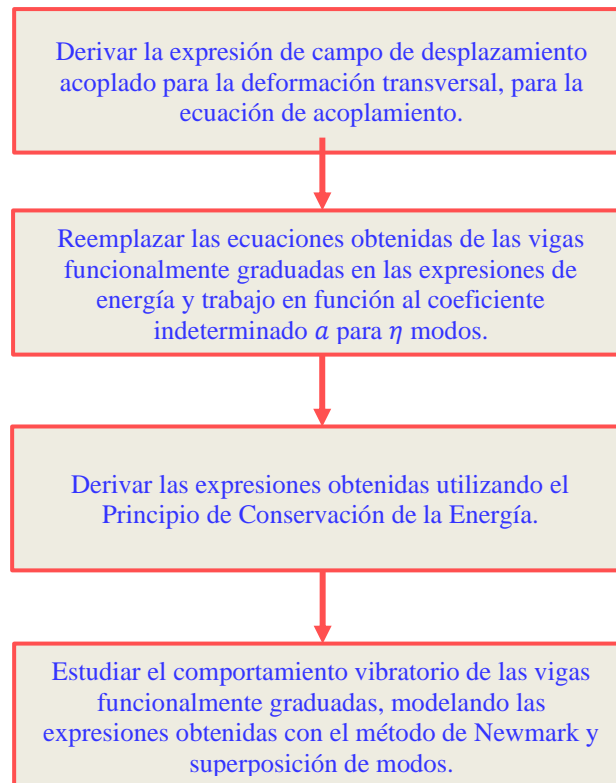 Derivar la expresión de campo de desplazamiento
acoplado para la deformación transversal, para la
ecuación de acoplamiento.
Reemplazar las ecuaciones obtenidas de las vigas
funcionalmente graduadas en las expresiones de
energía y trabajo en función al coeficiente
indeterminado 𝑎 para 𝜂 modos.
Derivar las expresiones obtenidas utilizando el
Principio de Conservación de la Energía.
Estudiar el comportamiento vibratorio de las vigas
funcionalmente graduadas, modelando las
expresiones obtenidas con el método de Newmark y
superposición de modos.